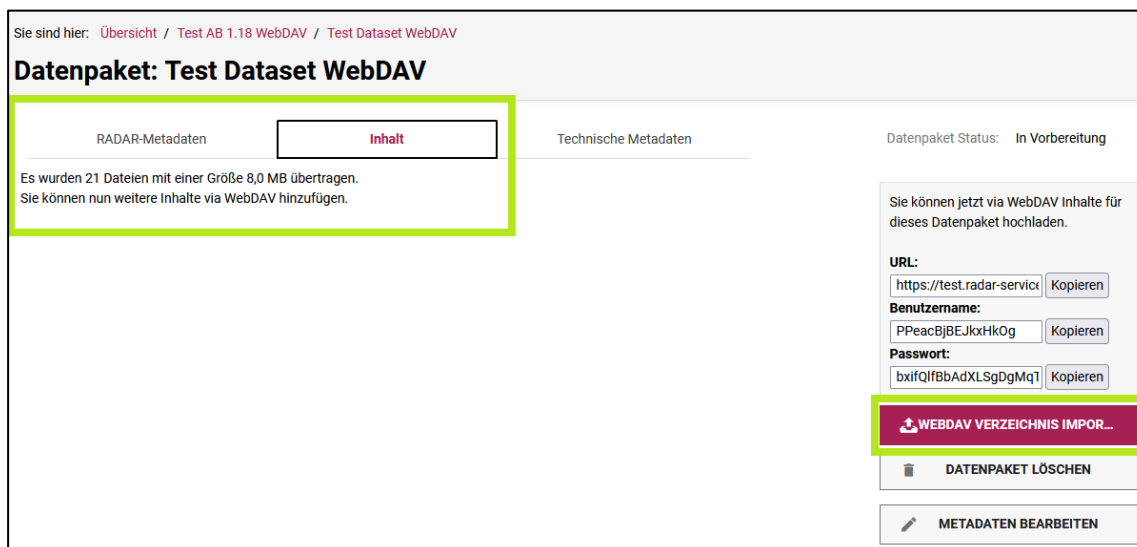 Sie sind hier: Übersicht / Test AB 1.18 WebDAV / Test Dataset WebDAV
Datenpaket: Test Dataset WebDAV
RADAR-Metadaten Inhalt Technische Metadaten
Datenpaket Status: In Vorbereitung
Es wurden 21 Dateien mit einer Größe 8,0 MB übertragen.
Sie können nun weitere Inhalte via WebDAV hinzufügen.
Sie können jetzt via WebDAV Inhalte für
dieses Datenpaket hochladen.
URL:
https://test.radar-service Kopieren
Benutzername:
PPeacBjBEJkxHkOg Kopieren
Passwort:
bxifQlfBbAdXLSgDgMqT Kopieren
WEBDAV VERZEICHNIS IMPOR...
DATENPAKET LÖSCHEN
METADATEN BEARBEITEN